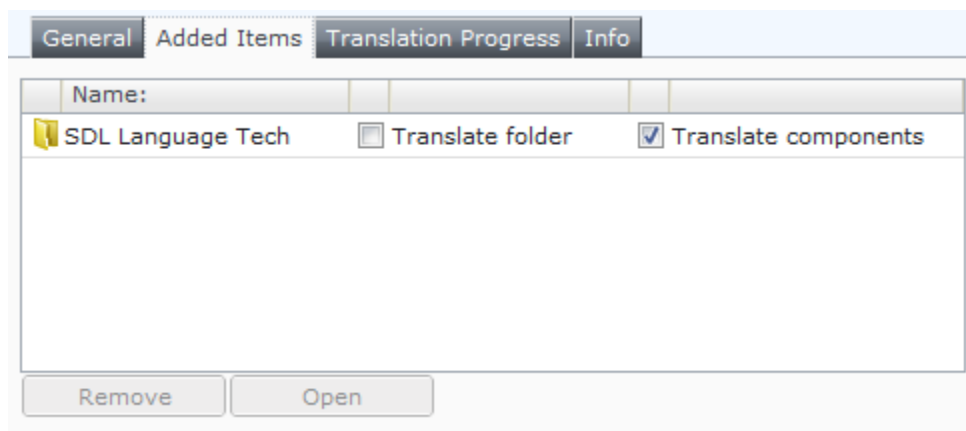 General Added Items Translation Progress Info
Name:
SDL Language Tech Translate folder Translate components
Remove Open